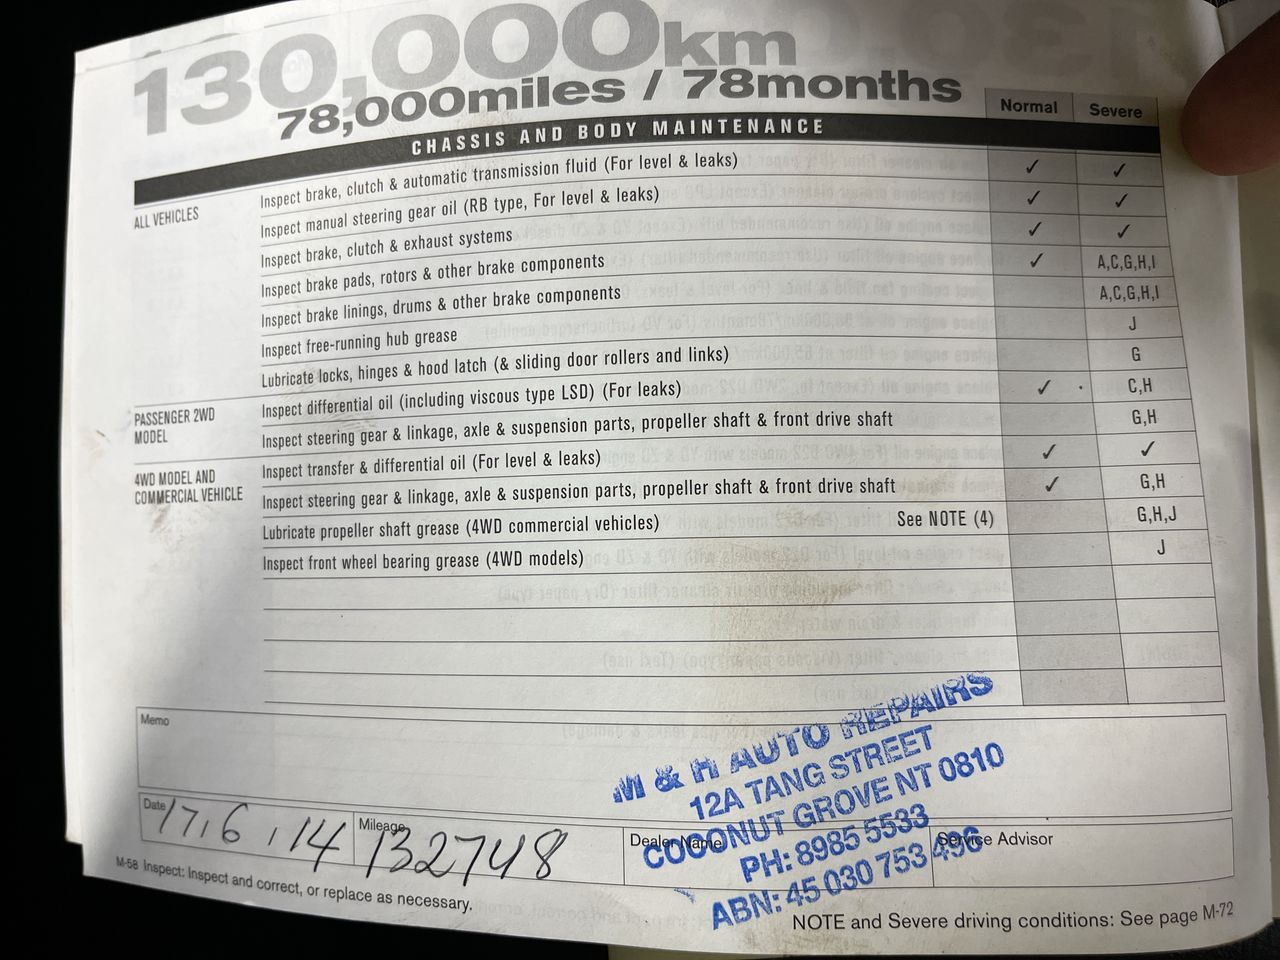 130,000km
78,000miles / 78months
Normal Severe
CHASSIS AND BODY MAINTENANCE
ALL VEHICLES Inspect brake, clutch & automatic transmission fluid (For level & leaks) ✓ ✓
Inspect manual steering gear oil (RB type, For level & leaks) ✓ ✓
Inspect brake, clutch & exhaust systems ✓ ✓
Inspect brake pads, rotors & other brake components ✓ A,C,G,H,I
Inspect brake linings, drums & other brake components A,C,G,H,I
Inspect free-running hub grease J
Lubricate locks, hinges & hood latch (& sliding door rollers and links) G
PASSENGER 2WD MODEL Inspect differential oil (including viscous type LSD) (For leaks) ✓ C,H
Inspect steering gear & linkage, axle & suspension parts, propeller shaft & front drive shaft G,H
4WD MODEL AND COMMERCIAL VEHICLE Inspect transfer & differential oil (For level & leaks) ✓ ✓
Inspect steering gear & linkage, axle & suspension parts, propeller shaft & front drive shaft ✓ G,H
Lubricate propeller shaft grease (4WD commercial vehicles) See NOTE (4) G,H,J
Inspect front wheel bearing grease (4WD models) J
Memo
M & H AUTO REPAIRS
12A TANG STREET
COCONUT GROVE NT 0810
PH: 8985 5533
ABN: 45 030 753 496
Date 17.6.14 Mileage 132748 Dealer Name Service Advisor
M-58 Inspect: Inspect and correct, or replace as necessary.
NOTE and Severe driving conditions: See page M-72